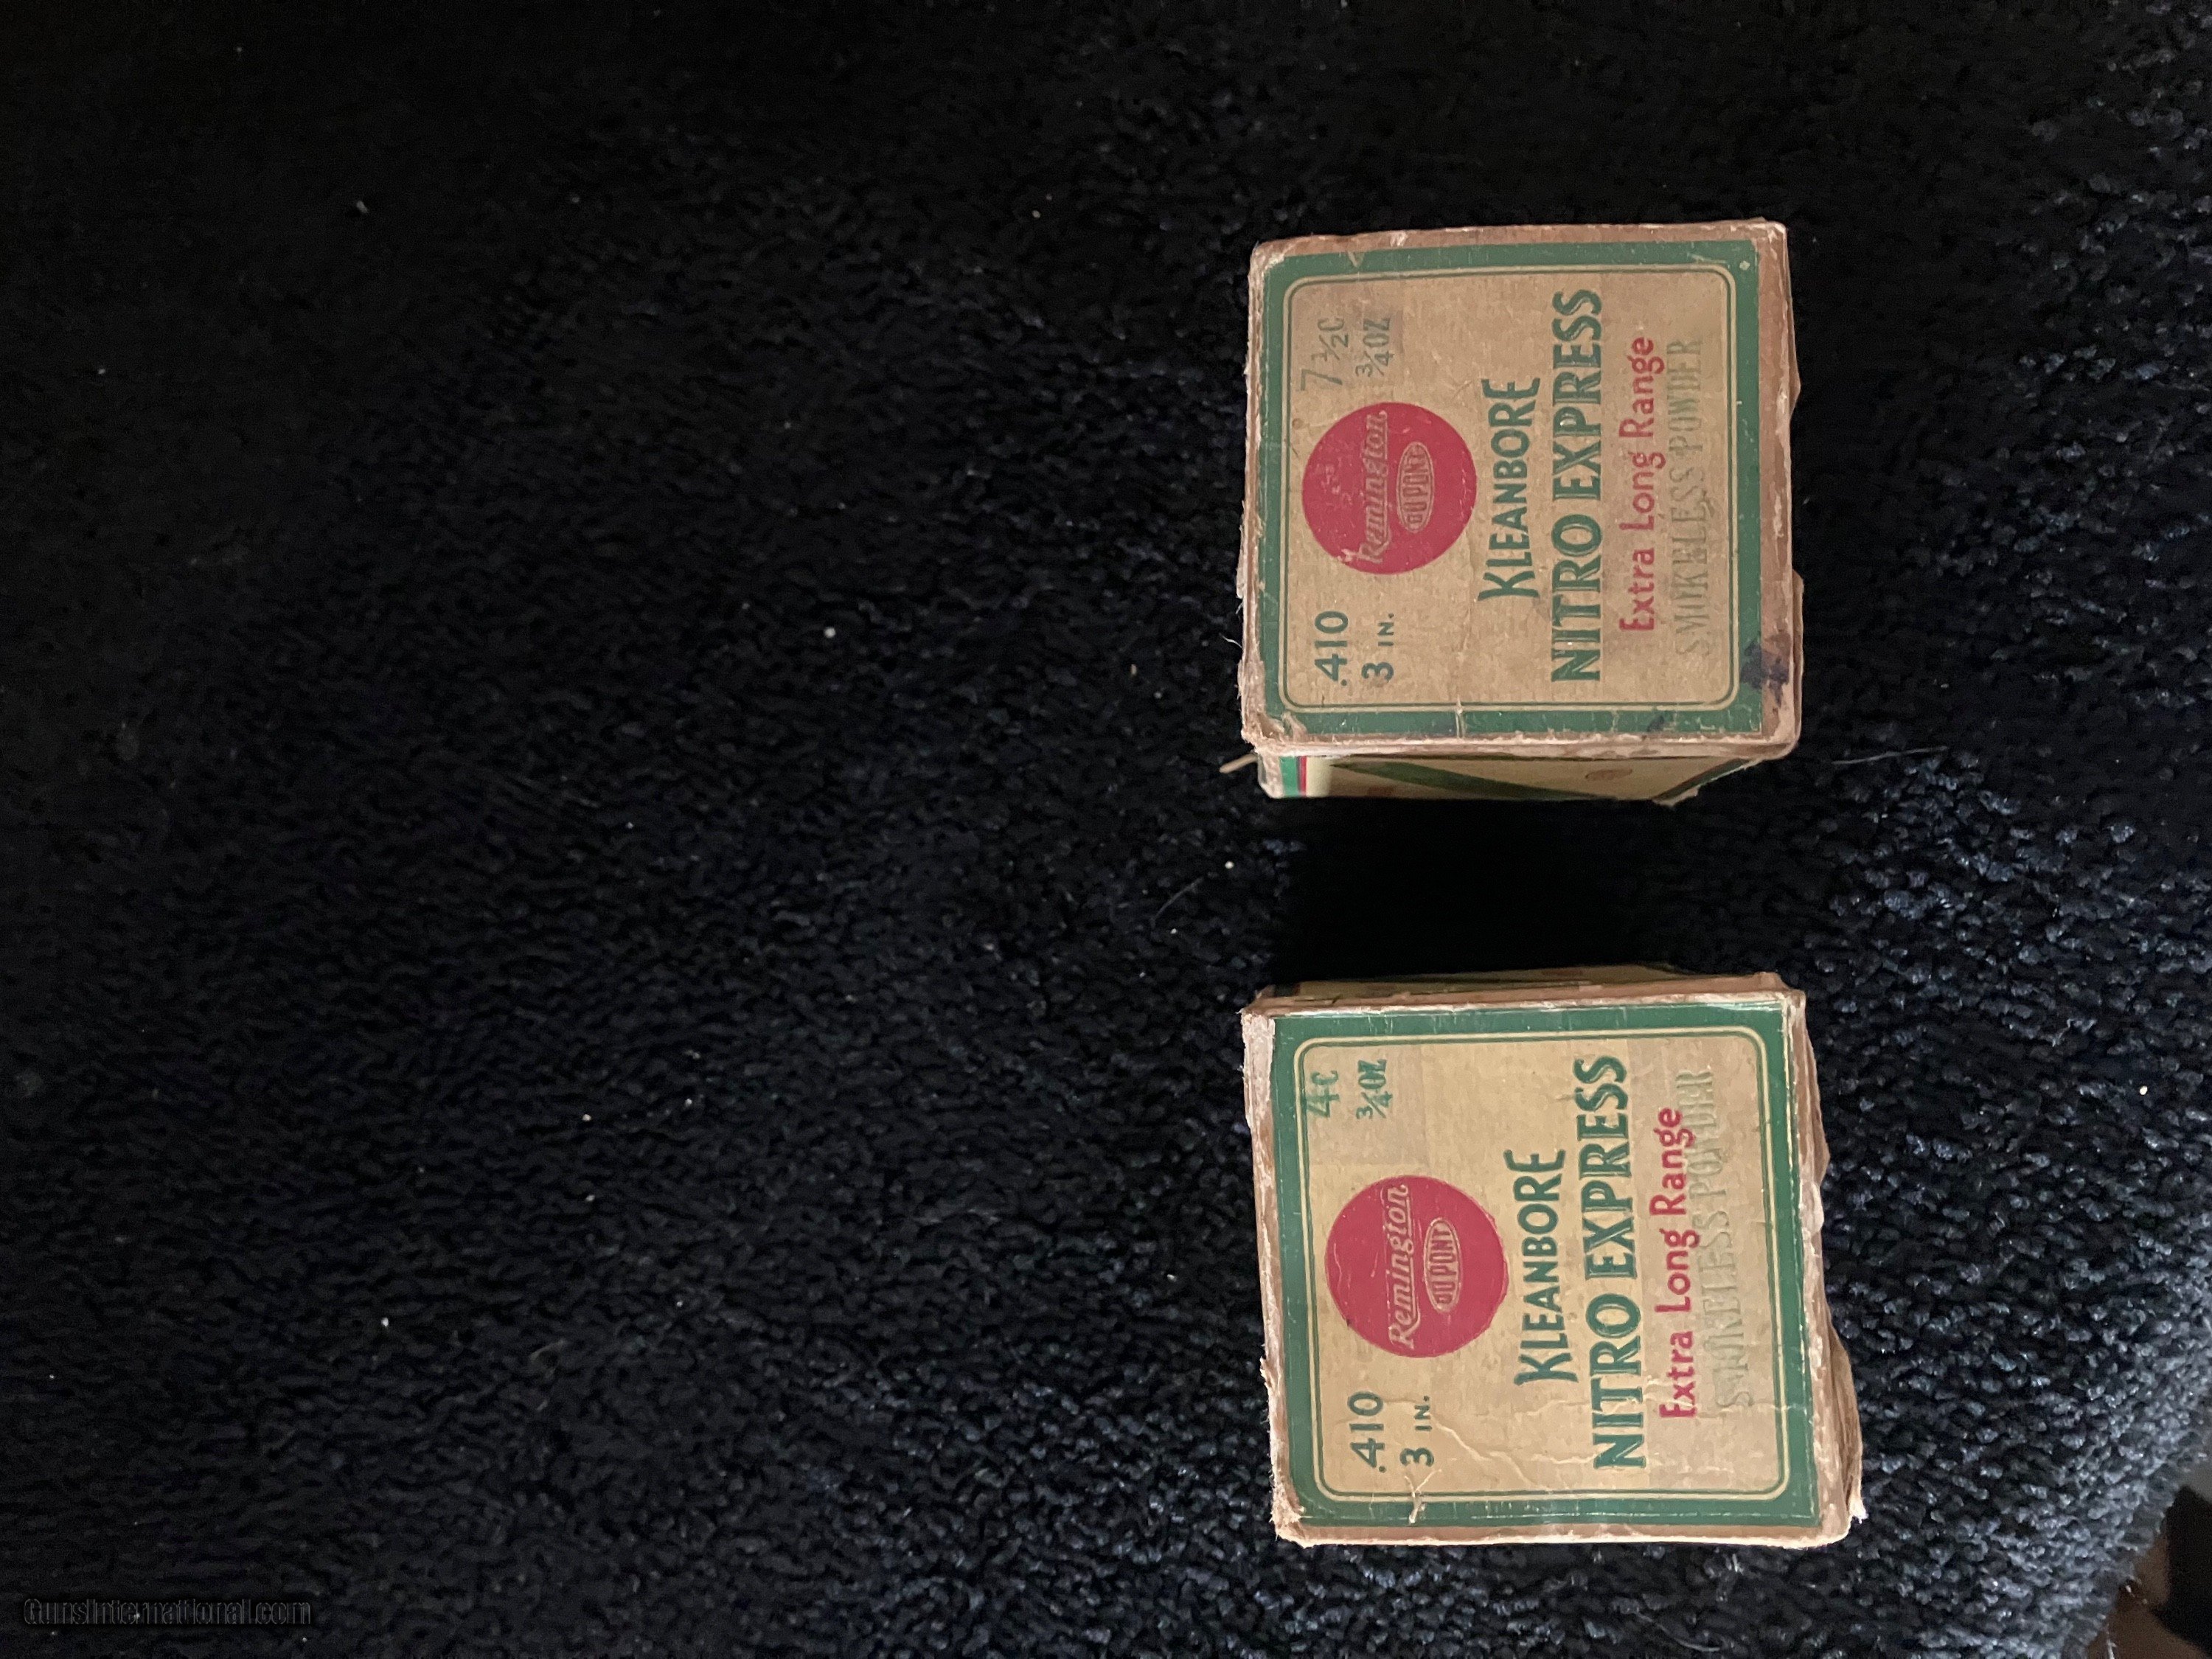 .410
3 IN.
7½C
¾OZ
Remington
DU PONT
KLEANBORE
NITRO EXPRESS
Extra Long Range
SMOKELESS POWDER
.410
3 IN.
4C
¾OZ
Remington
DU PONT
KLEANBORE
NITRO EXPRESS
Extra Long Range
SMOKELESS POWDER
GunsInternational.com